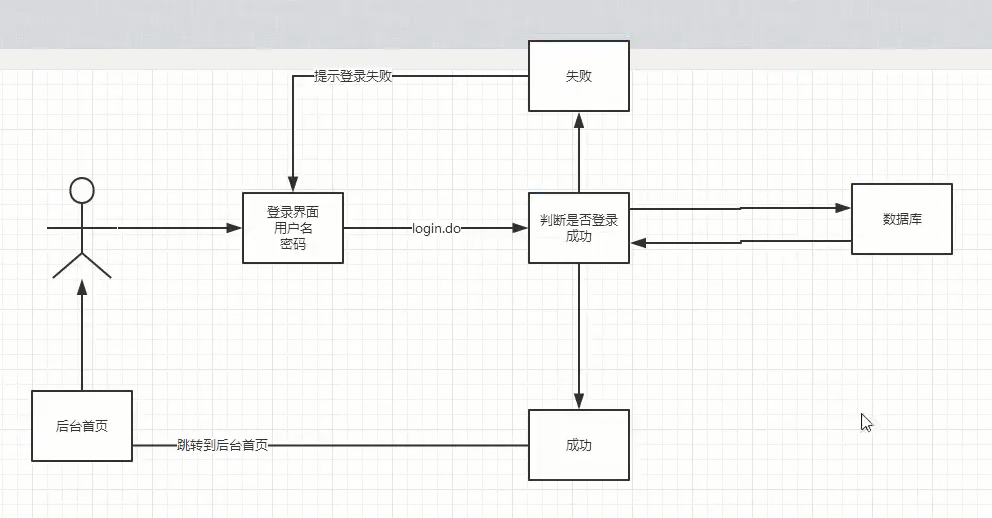 失败
提示登录失败
登录界面
用户名
密码
login.do
判断是否登录
成功
数据库
后台首页
跳转到后台首页
成功